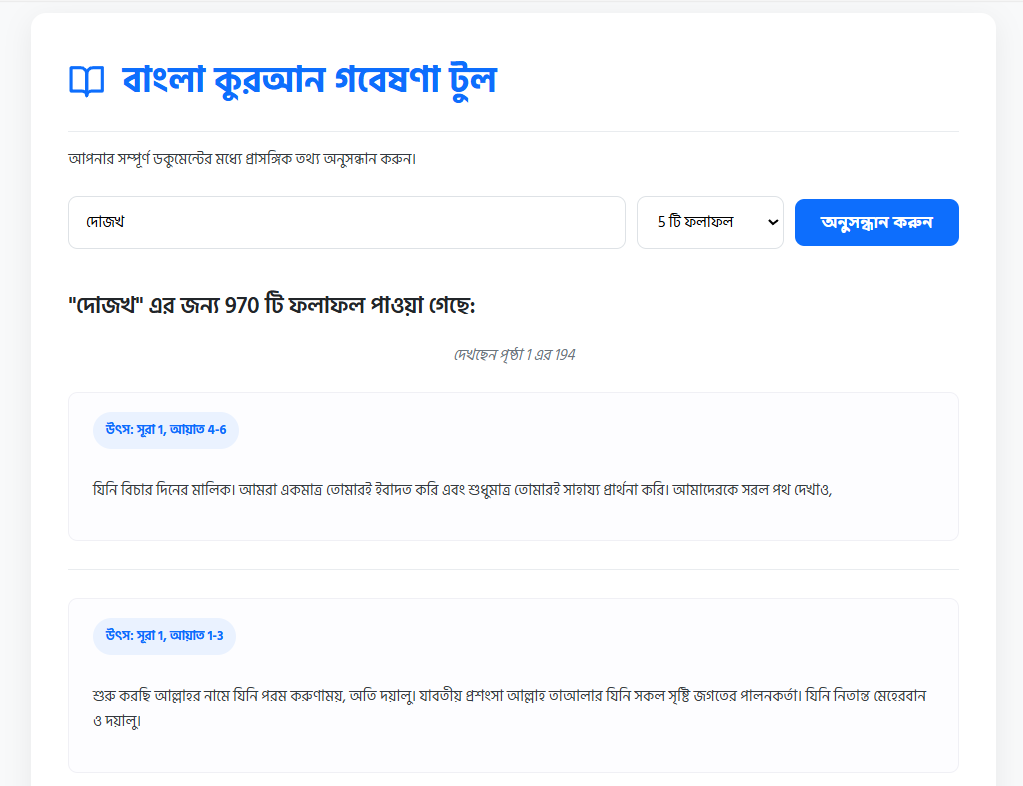 বাংলা কুরআন গবেষণা টুল
আপনার সম্পূর্ণ ডকুমেন্টের মধ্যে প্রাসঙ্গিক তথ্য অনুসন্ধান করুন।
দোজখ
5 টি ফলাফল
অনুসন্ধান করুন
"দোজখ" এর জন্য 970 টি ফলাফল পাওয়া গেছে:
দেখছেন পৃষ্ঠা 1 এর 194
উৎস: সূরা 1, আয়াত 4-6
যিনি বিচার দিনের মালিক। আমরা একমাত্র তোমারই ইবাদত করি এবং শুধুমাত্র তোমারই সাহায্য প্রার্থনা করি। আমাদেরকে সরল পথ দেখাও,
উৎস: সূরা 1, আয়াত 1-3
শুরু করছি আল্লাহর নামে যিনি পরম করুণাময়, অতি দয়ালু। যাবতীয় প্রশংসা আল্লাহ তাআলার যিনি সকল সৃষ্টি জগতের পালনকর্তা। যিনি নিতান্ত মেহেরবান
ও দয়ালু।